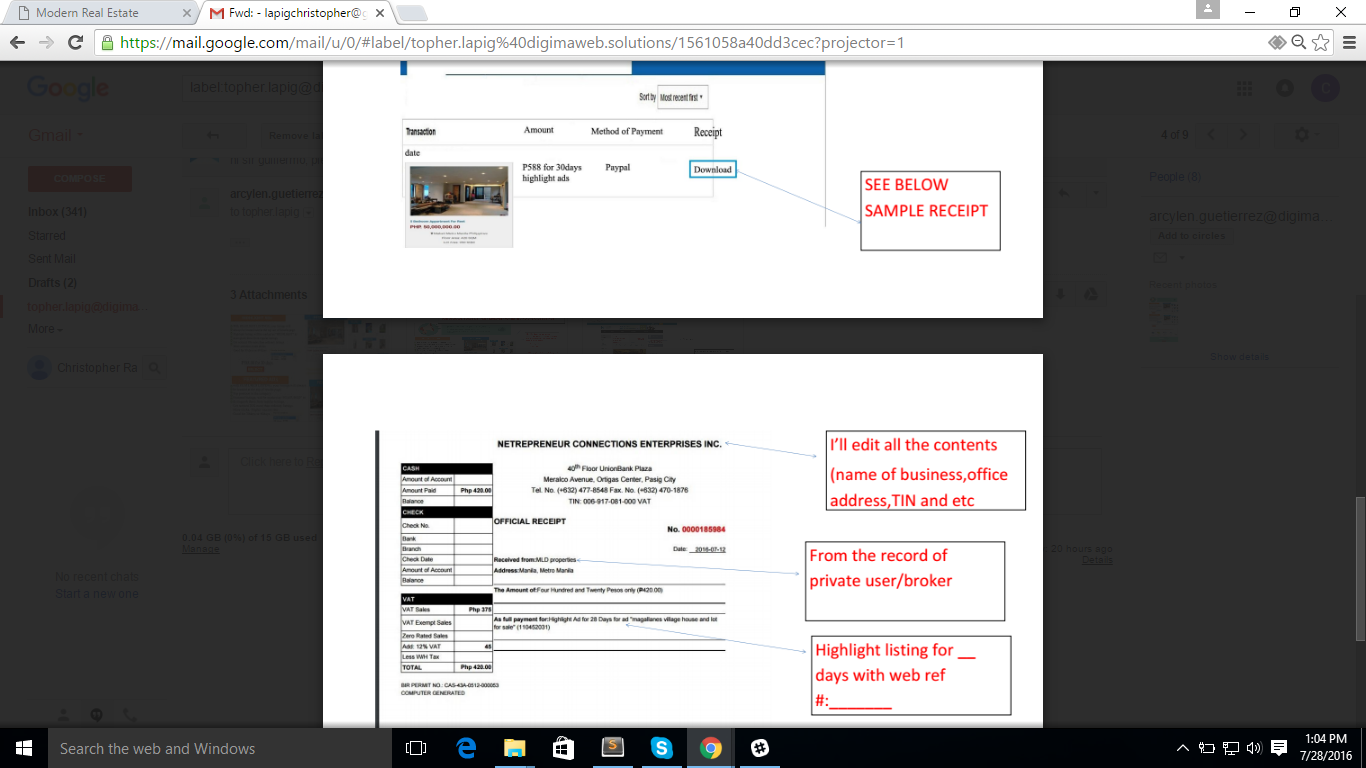 Modern Real Estate
Fwd: - lapigchristopher@g
https://mail.google.com/mail/u/0/#label/topher.lapig%40digimaweb.solutions/1561058a40dd3cec?projector=1
Google
label:topher.lapig@d
Gmail
4 of 9
COMPOSE
People (8)
Inbox (341)
Starred
Sent Mail
Drafts (2)
topher.lapig@digima...
More
Christopher Ra
arcylen.guetierrez
to topher.lapig
3 Attachments
Click here to Re
0.04 GB (0%) of 15 GB used
Manage
arcylen.guetierrez@digima...
Add to circles
Show details
20 hours ago
Details
No recent chats
Start a new one
Sort by Most recent first
Transaction Amount Method of Payment Receipt
date
P588 for 30days Paypal Download
highlight ads
PHP. 50,000,000.00
SEE BELOW
SAMPLE RECEIPT
NETREPRENEUR CONNECTIONS ENTERPRISES INC.
40th Floor UnionBank Plaza
Meralco Avenue, Ortigas Center, Pasig City
Tel. No. (+632) 477-8548 Fax. No. (+632) 470-1876
TIN: 006-917-081-000 VAT
OFFICIAL RECEIPT
No. 0000185984
Date: 2016-07-12
Received from:MLD properties
Address:Manila, Metro Manila
The Amount of:Four Hundred and Twenty Pesos only (₱420.00)
As full payment for:Highlight Ad for 28 Days for ad "magallanes village house and lot
for sale" (110452031)
CASH
Amount of Account
Amount Paid Php 420.00
Balance
CHECK
Check No.
Bank
Branch
Check Date
Amount of Account
Balance
VAT
VAT Sales Php 375
VAT Exempt Sales
Zero Rated Sales
Add: 12% VAT 45
Less W/H Tax
TOTAL Php 420.00
BIR PERMIT NO.: CAS-43A-0512-000053
COMPUTER GENERATED
I'll edit all the contents
(name of business,office
address,TIN and etc
From the record of
private user/broker
Highlight listing for __
days with web ref
#:_______
Search the web and Windows
1:04 PM
7/28/2016